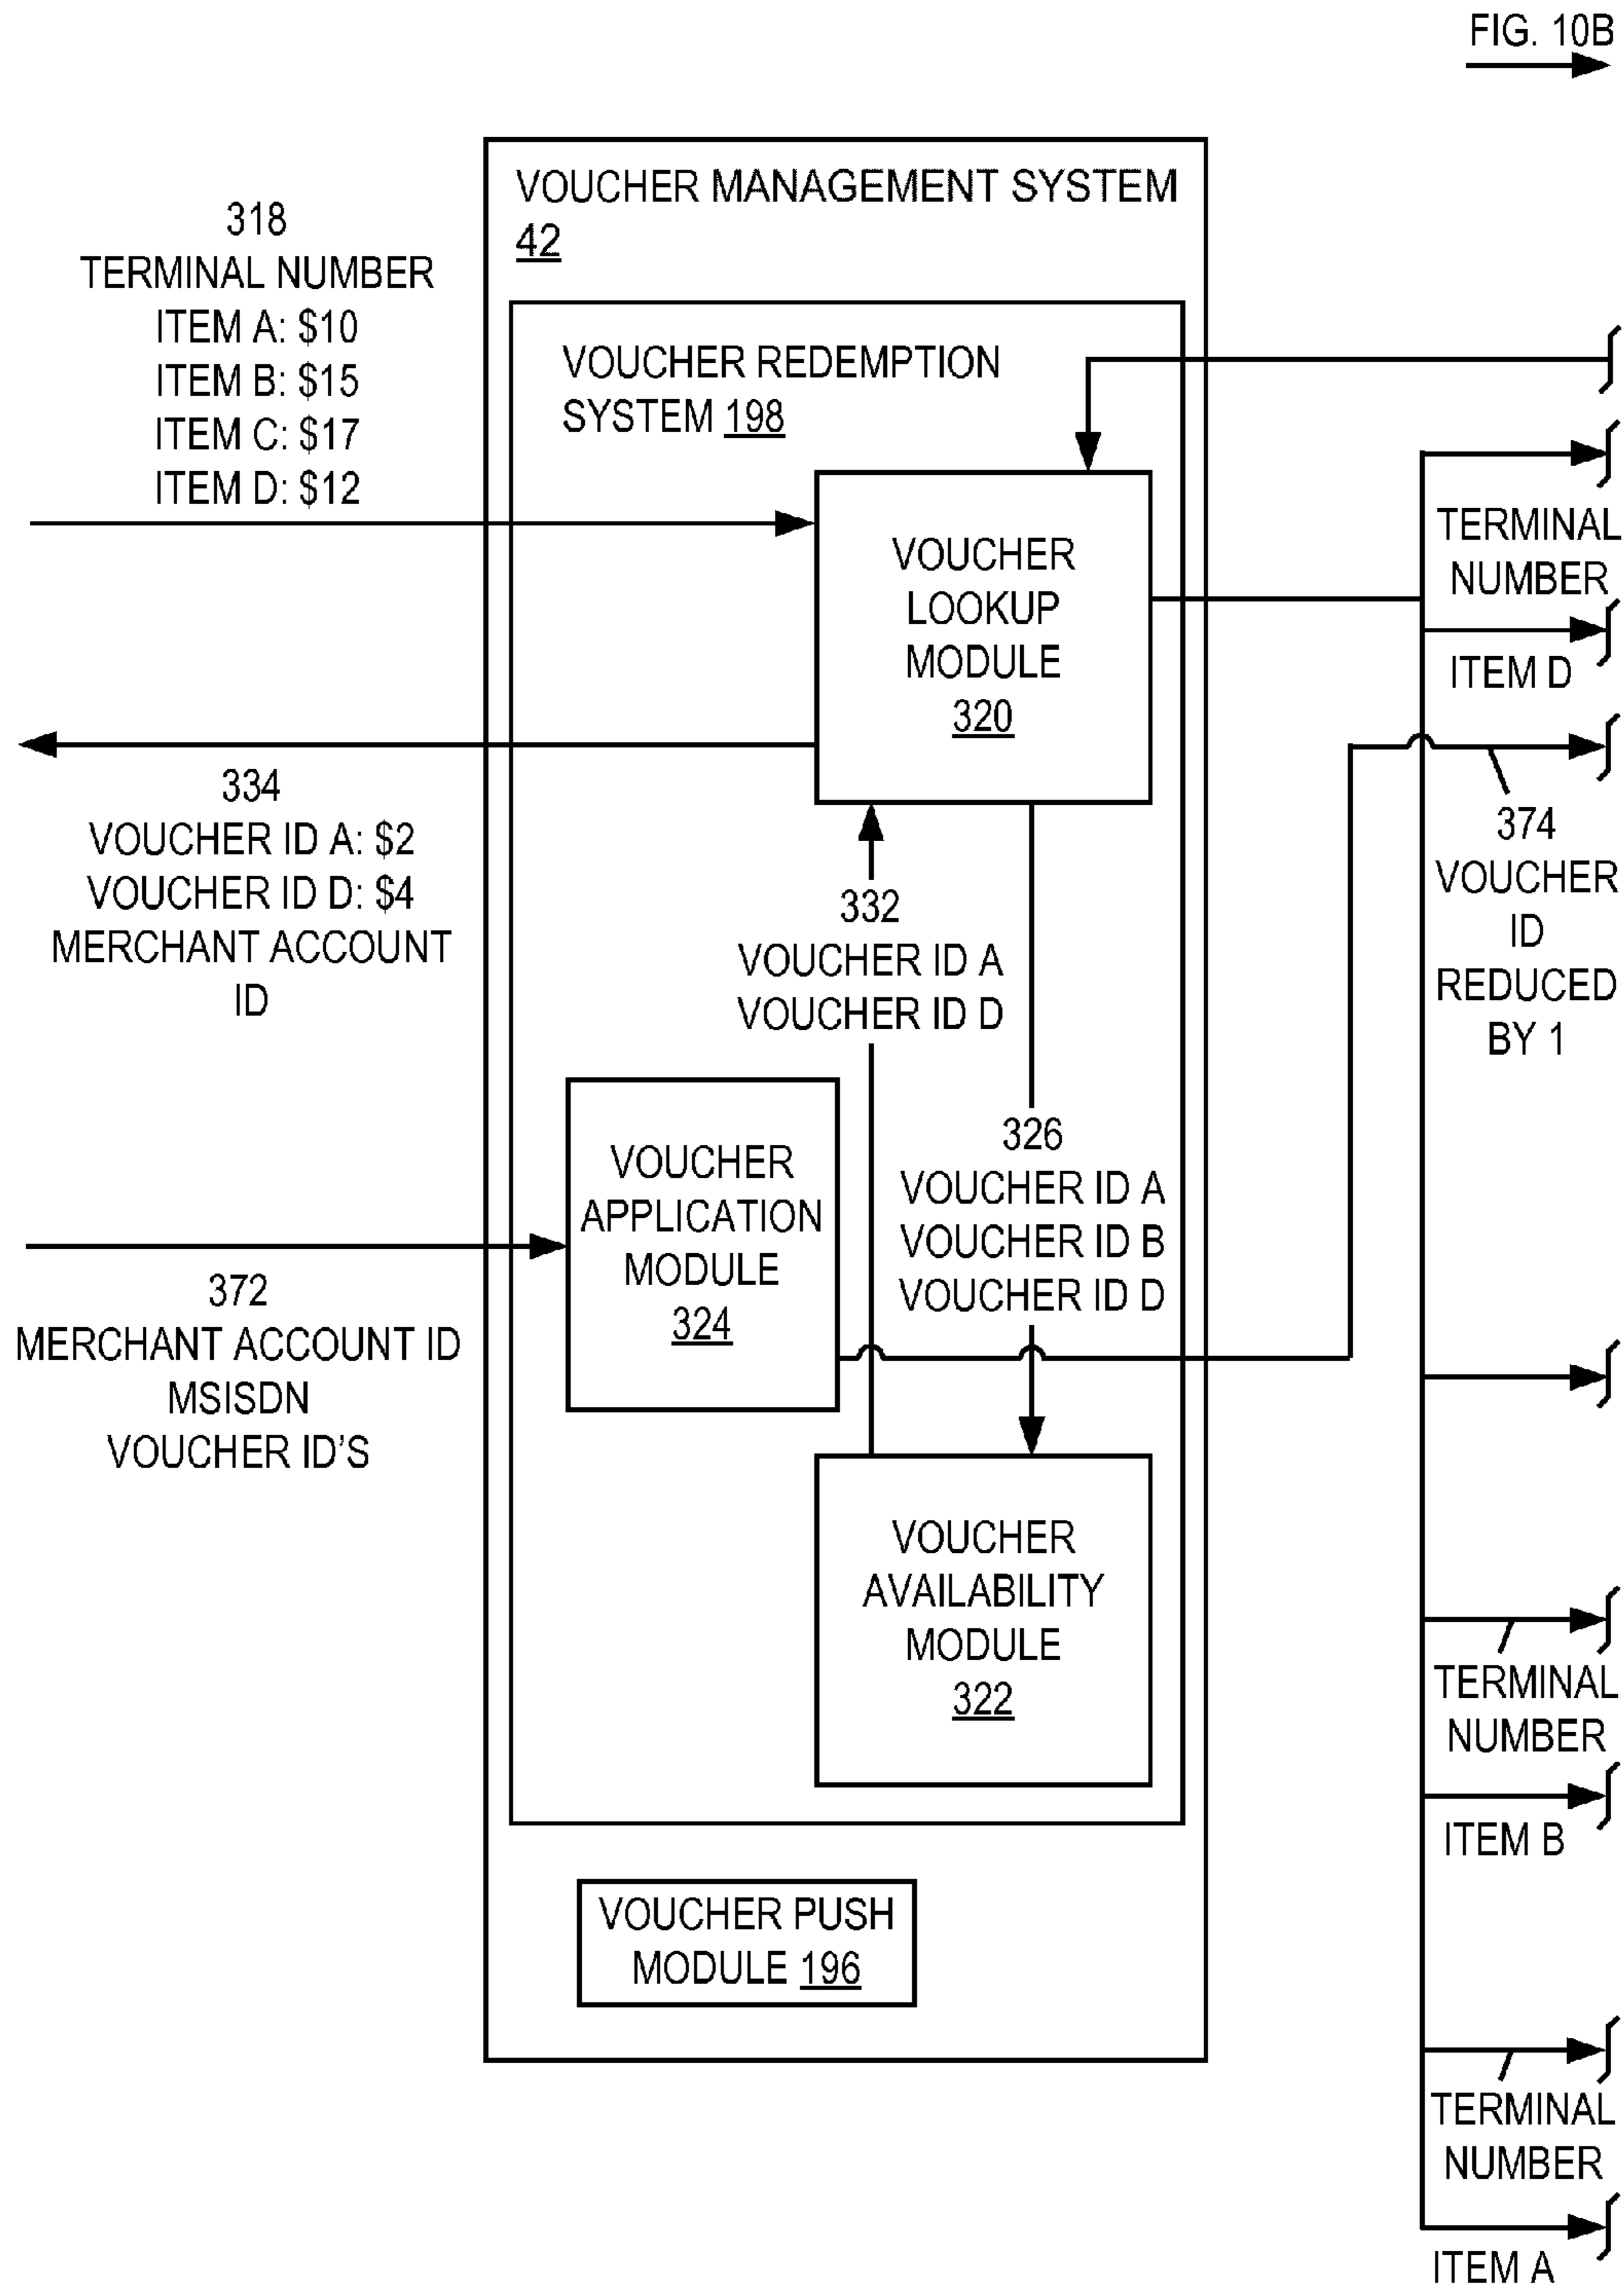 FIG. 10B
VOUCHER MANAGEMENT SYSTEM
42
318
TERMINAL NUMBER
ITEM A: $10
ITEM B: $15
ITEM C: $17
ITEM D: $12
VOUCHER REDEMPTION
SYSTEM 198
VOUCHER
LOOKUP
MODULE
320
TERMINAL
NUMBER
ITEM D
334
VOUCHER ID A: $2
VOUCHER ID D: $4
MERCHANT ACCOUNT
ID
332
VOUCHER ID A
VOUCHER ID D
374
VOUCHER
ID
REDUCED
BY 1
VOUCHER
APPLICATION
MODULE
324
326
VOUCHER ID A
VOUCHER ID B
VOUCHER ID D
372
MERCHANT ACCOUNT ID
MSISDN
VOUCHER ID'S
VOUCHER
AVAILABILITY
MODULE
322
TERMINAL
NUMBER
ITEM B
VOUCHER PUSH
MODULE 196
TERMINAL
NUMBER
ITEM A